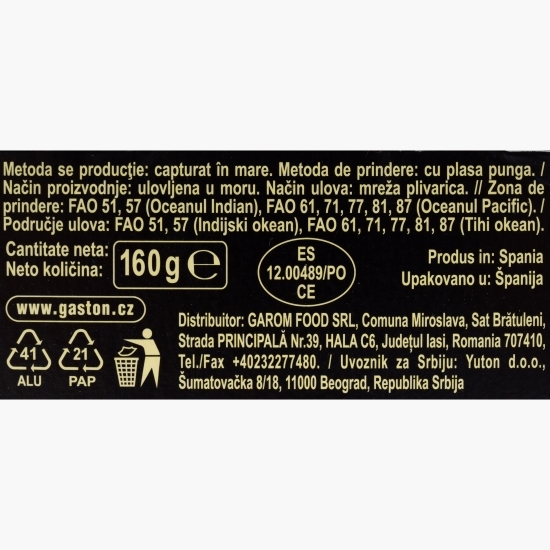 Metoda se producție: capturat în mare. Metoda de prindere: cu plasa punga. /
Način proizvodnje: ulovljena u moru. Način ulova: mreža plivarica. // Zona de
prindere: FAO 51, 57 (Oceanul Indian), FAO 61, 71, 77, 81, 87 (Oceanul Pacific). /
Područje ulova: FAO 51, 57 (Indijski okean), FAO 61, 71, 77, 81, 87 (Tihi okean).
Cantitate neta:
Neto količina:
160 g ℮
ES
12.00489/PO
CE
Produs in: Spania
Upakovano u: Španija
www.gaston.cz
41
ALU
21
PAP
Distribuitor: GAROM FOOD SRL, Comuna Miroslava, Sat Brătuleni,
Strada PRINCIPALĂ Nr.39, HALA C6, Județul Iasi, Romania 707410,
Tel./Fax +40232277480. / Uvoznik za Srbiju: Yuton d.o.o.,
Šumatovačka 8/18, 11000 Beograd, Republika Srbija